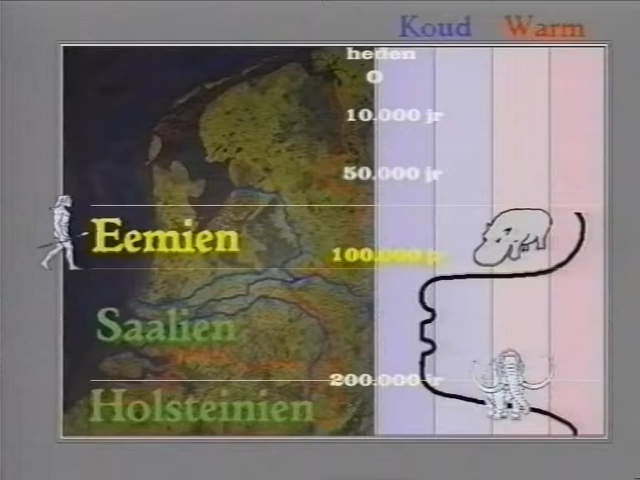 Koud Warm
heden
0
10.000 jr
50.000 jr
Eemien
100.000 jr
Saalien
200.000 jr
Holsteinien